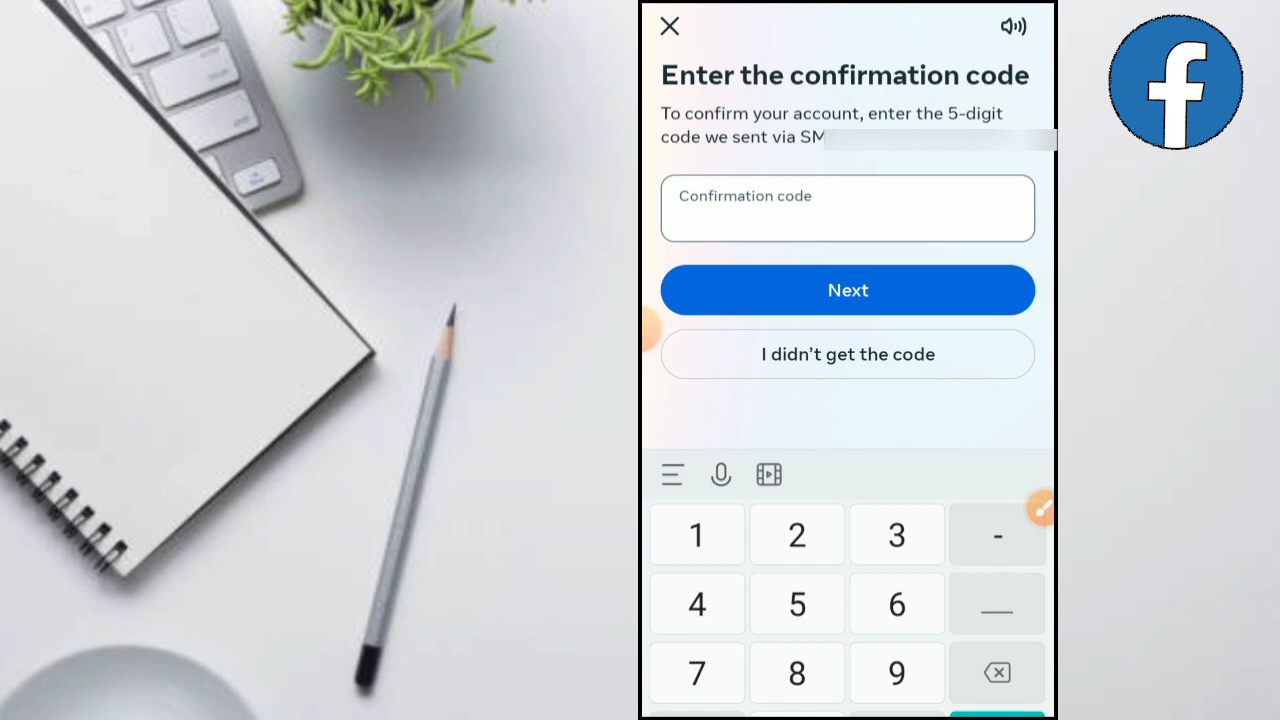 Enter the confirmation code
To confirm your account, enter the 5-digit
code we sent via
Confirmation code
Next
I didn't get the code
1 2 3 -
4 5 6 _
7 8 9
f